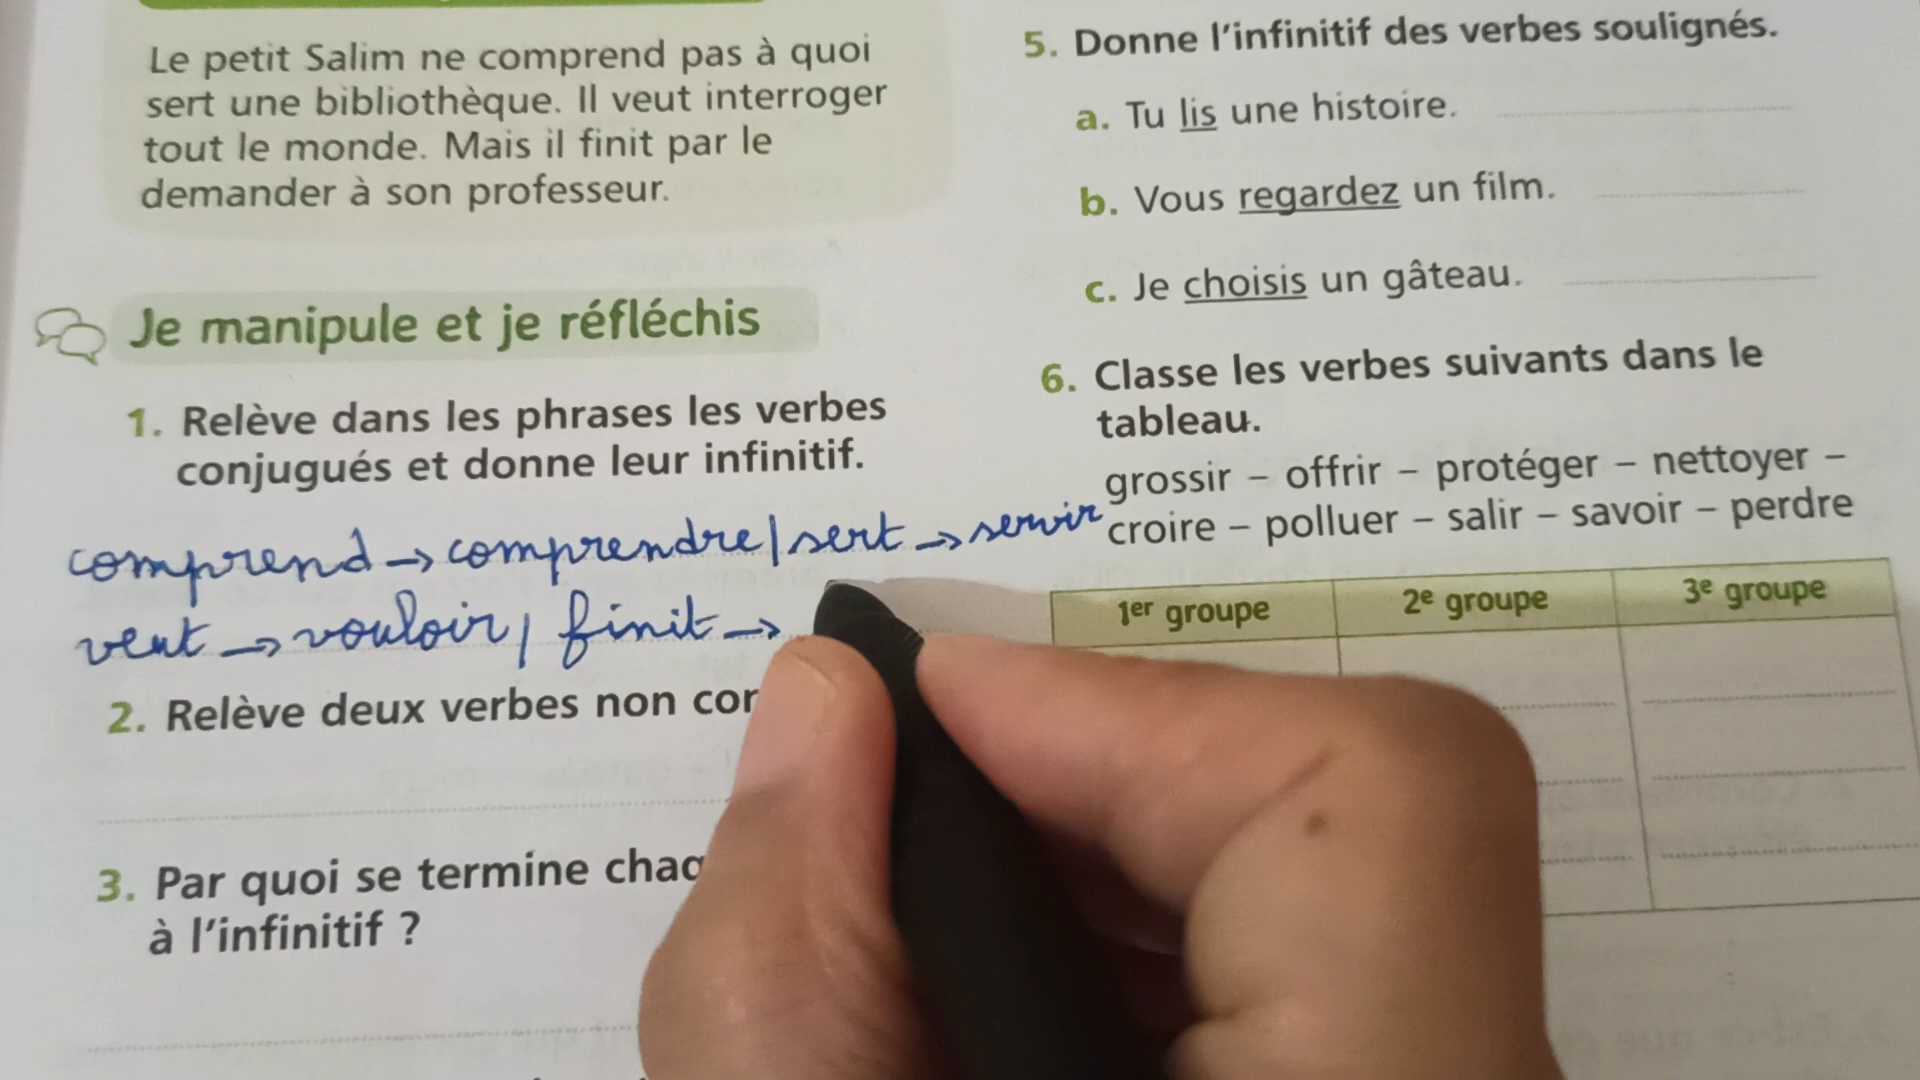 Le petit Salim ne comprend pas à quoi
sert une bibliothèque. Il veut interroger
tout le monde. Mais il finit par le
demander à son professeur.
Je manipule et je réfléchis
1. Relève dans les phrases les verbes
conjugués et donne leur infinitif.
comprend → comprendre | sert → servir
veut → vouloir | finit →
2. Relève deux verbes non
3. Par quoi se termine
à l'infinitif ?
5. Donne l'infinitif des verbes soulignés.
a. Tu lis une histoire.
b. Vous regardez un film.
c. Je choisis un gâteau.
6. Classe les verbes suivants dans le
tableau.
grossir – offrir – protéger – nettoyer –
croire – polluer – salir – savoir – perdre
1er groupe 2e groupe 3e groupe